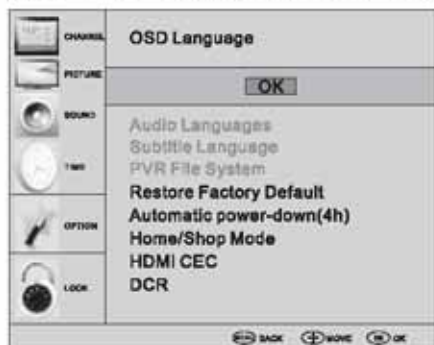 CHANNEL
PICTURE
SOUND
TIME
OPTION
LOCK
OSD Language
OK
Audio Languages
Subtitle Language
PVR File System
Restore Factory Default
Automatic power-down(4h)
Home/Shop Mode
HDMI CEC
DCR
BACK MOVE OK